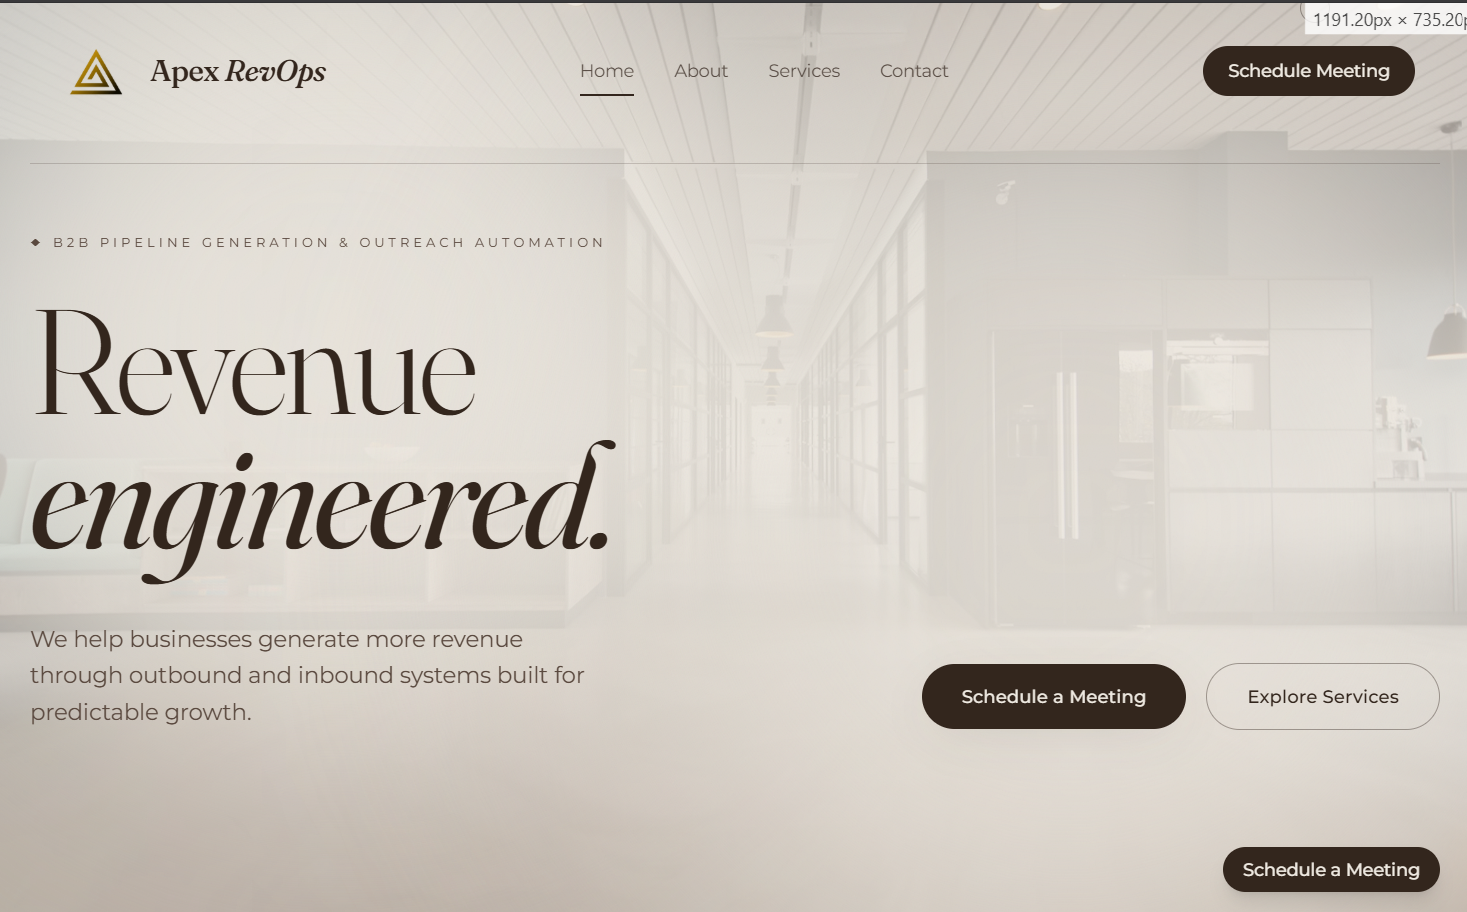 Apex RevOps
Home
About
Services
Contact
Schedule Meeting
1191.20px × 735.20p
B2B PIPELINE GENERATION & OUTREACH AUTOMATION
Revenue
engineered.
We help businesses generate more revenue
through outbound and inbound systems built for
predictable growth.
Schedule a Meeting
Explore Services
Schedule a Meeting